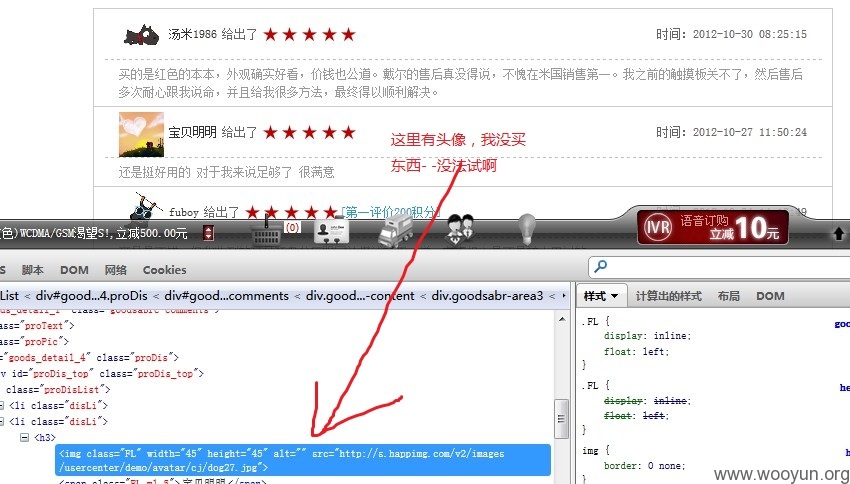 汤米1986 给出了 ★★★★★ 时间：2012-10-30 08:25:15
买的是红色的本本，外观确实好看，价钱也公道。戴尔的售后真没得说，不愧在米国销售第一。我之前的触摸板关不了，然后售后
多次耐心跟我说命，并且给我很多方法，最终得以顺利解决。
宝贝明明 给出了 ★★★★★ 时间：2012-10-27 11:50:24
这里有头像，我没买
东西- -没法试啊
还是挺好用的 对于我来说足够了 很满意
fuboy 给出了 ★★★★★ [第一评价200积分]
色)WCDMA/GSM渴望S!,立减500.00元 (0) IVR 语音订购 立减10元
S 脚本 DOM 网络 Cookies
List < div#good...4.proDis < div#good...comments < div.good...-content < div.goodsabr-area3 <
样式 计算出的样式 布局 DOM
class="proText">
ass="proPic">
="goods_detail_4" class="proDis">
v id="proDis_top" class="proDis_top">
class="proDisList">
<li class="disLi">
<li class="disLi">
<h3>
<img class="FL" width="45" height="45" alt="" src="http://s.happimg.com/v2/images
/usercenter/demo/avatar/cj/dog27.jpg">
<span class="FL ml-5">宝贝明明</span>
.FL { goo
display: inline;
float: left;
}
.FL { he
display: inline;
float: left;
}
img { he
border: 0 none;
}
www.wooyun.org